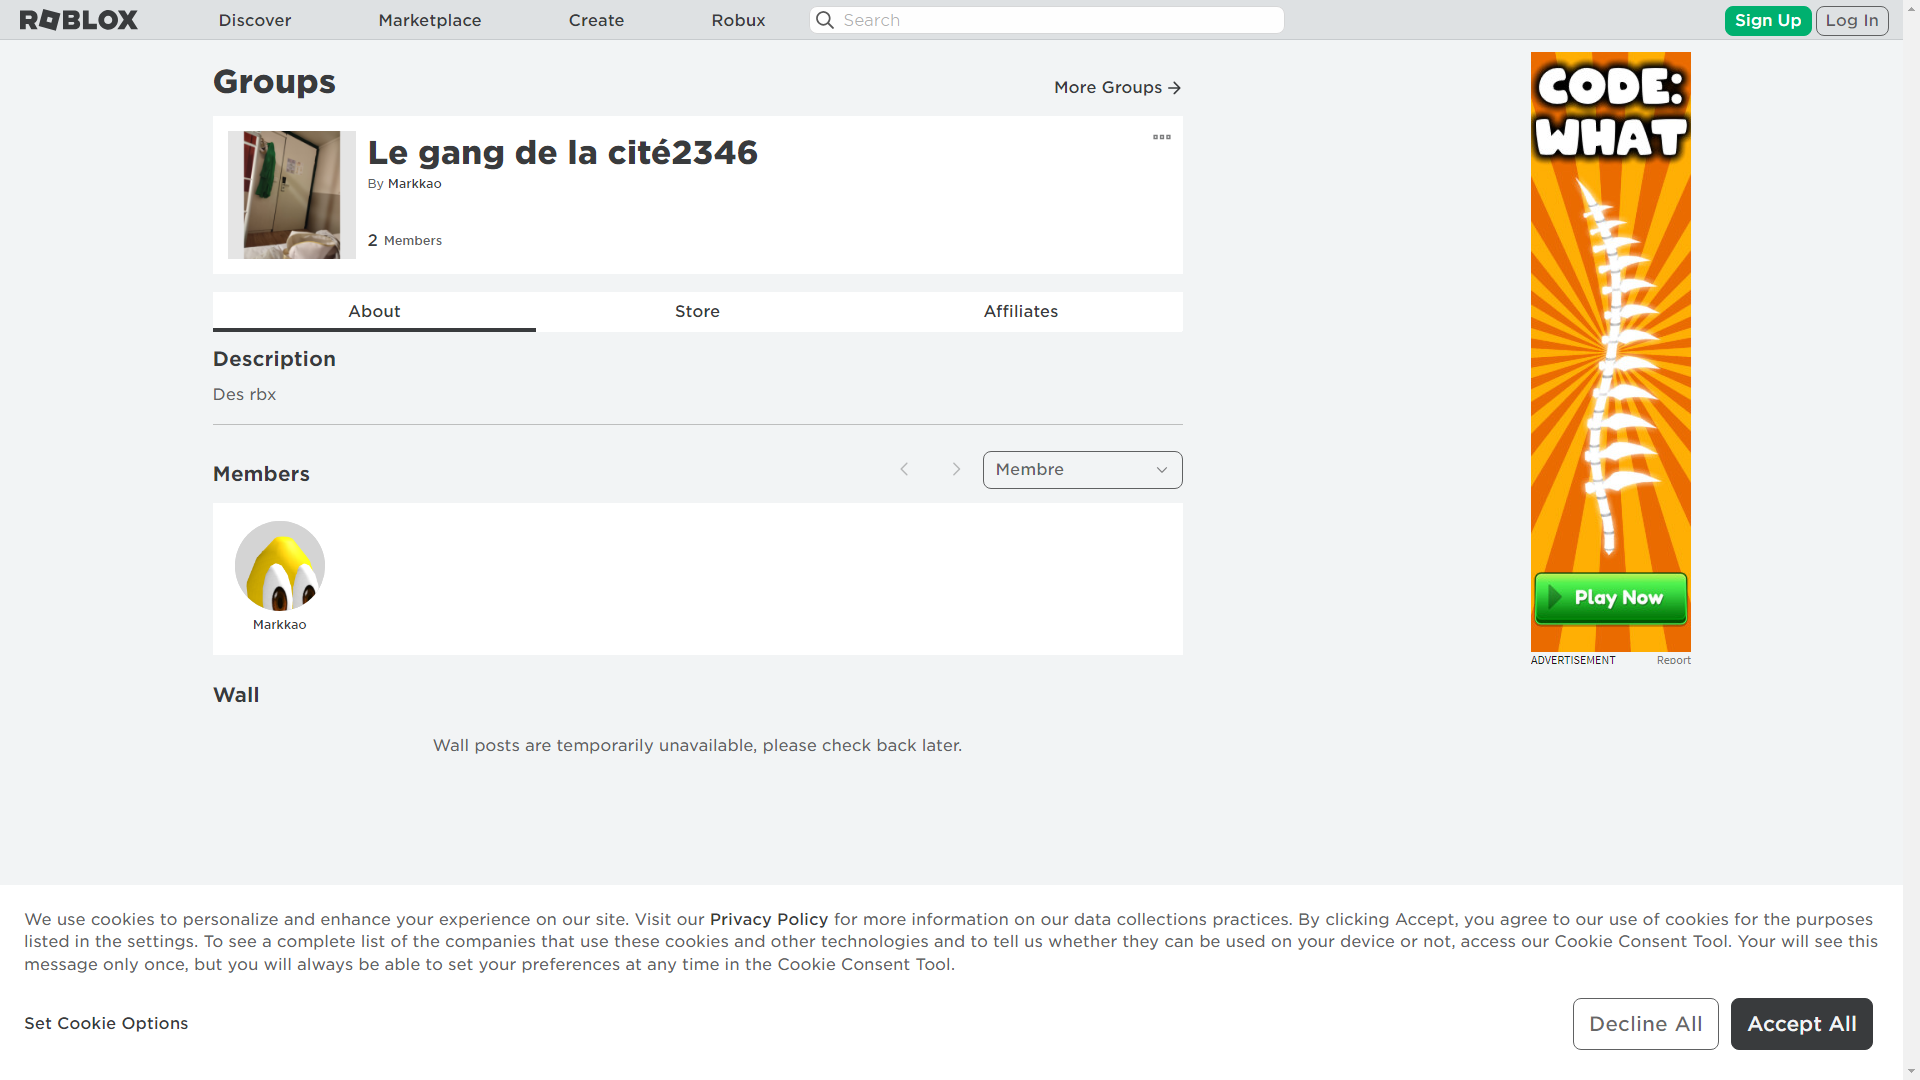 ROBLOX
Discover
Marketplace
Create
Robux
Search
Sign Up
Log In
Groups
More Groups
Le gang de la cité2346
By Markkao
2 Members
About
Store
Affiliates
Description
Des rbx
Members
Membre
Markkao
Wall
Wall posts are temporarily unavailable, please check back later.
CODE:
WHAT
Play Now
ADVERTISEMENT
Report
We use cookies to personalize and enhance your experience on our site. Visit our Privacy Policy for more information on our data collections practices. By clicking Accept, you agree to our use of cookies for the purposes
listed in the settings. To see a complete list of the companies that use these cookies and other technologies and to tell us whether they can be used on your device or not, access our Cookie Consent Tool. Your will see this
message only once, but you will always be able to set your preferences at any time in the Cookie Consent Tool.
Set Cookie Options
Decline All
Accept All